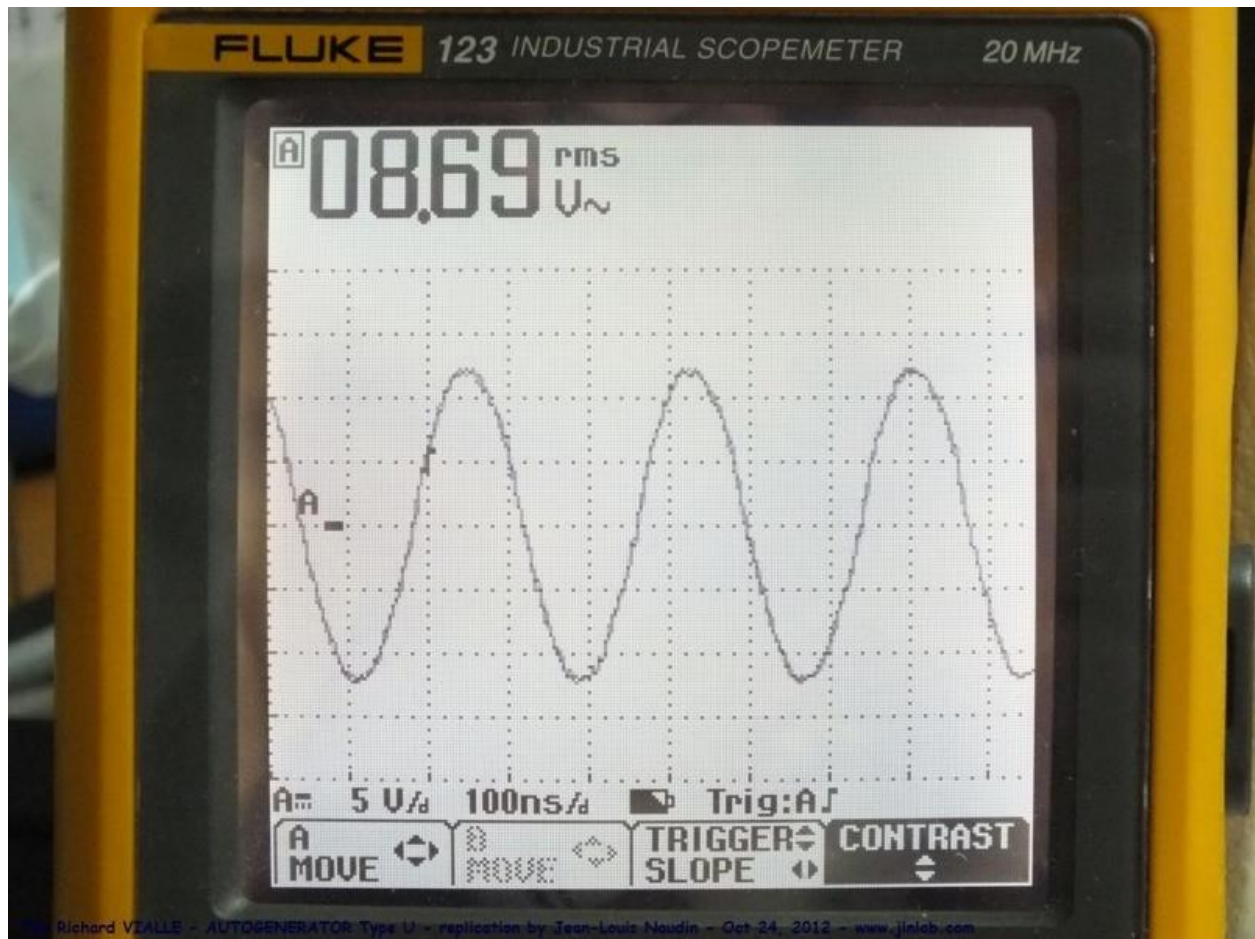 FLUKE 123 INDUSTRIAL SCOPEMETER 20 MHz
A 08.69 rms
V~
A
A 5 V/d 100ns/d Trig:A
A
MOVE
B
MOVE
TRIGGER
SLOPE
CONTRAST
Richard VIALLE - AUTOGENERATOR Type U - replication by Jean-Louis Naudin - Oct 24, 2012 - www.jlnlab.com